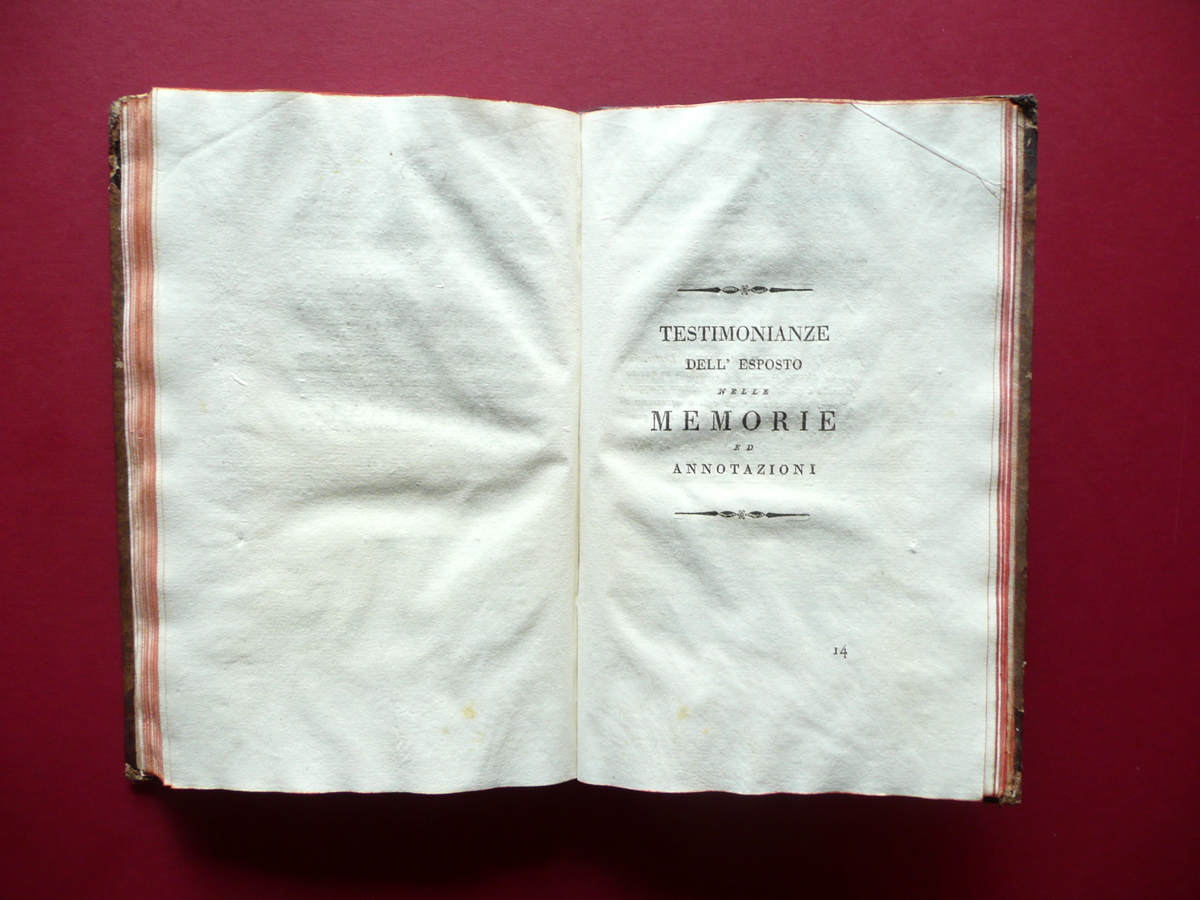 TESTIMONIANZE
DELL' ESPOSTO
NELLE
MEMORIE
ED
ANNOTAZIONI
14